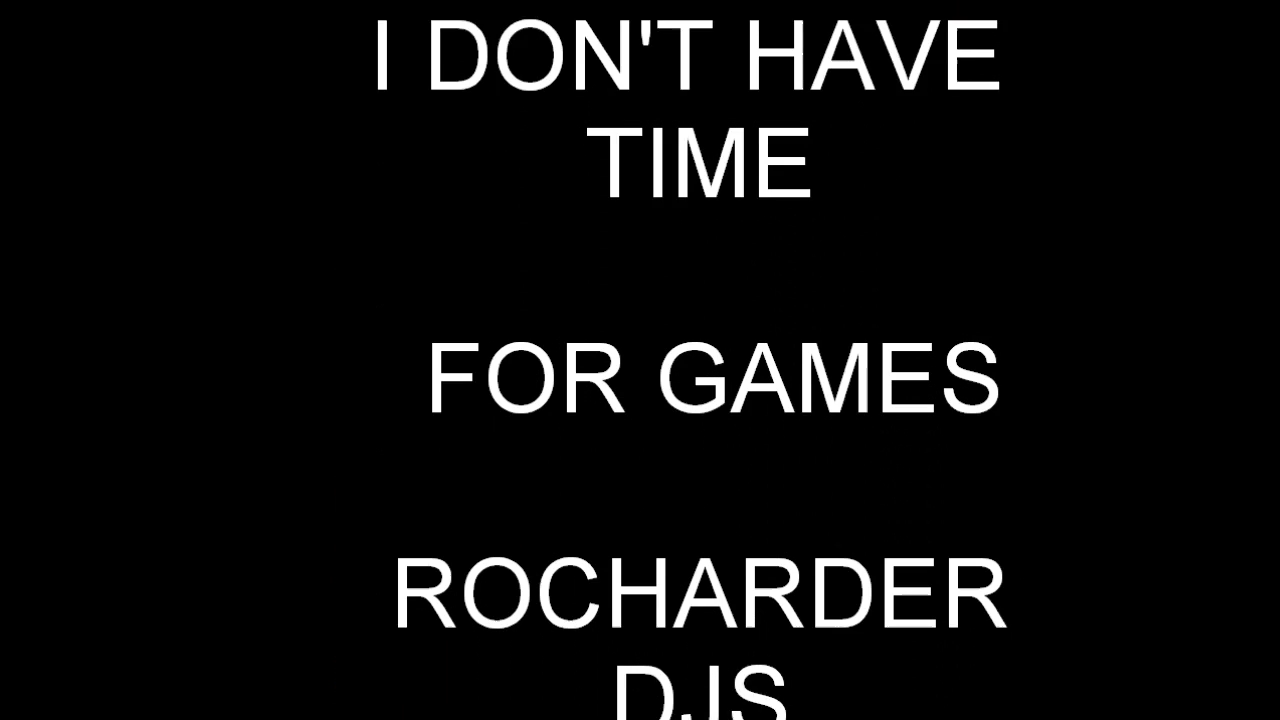 I DON'T HAVE
TIME
FOR GAMES
ROCHARDER
DJS